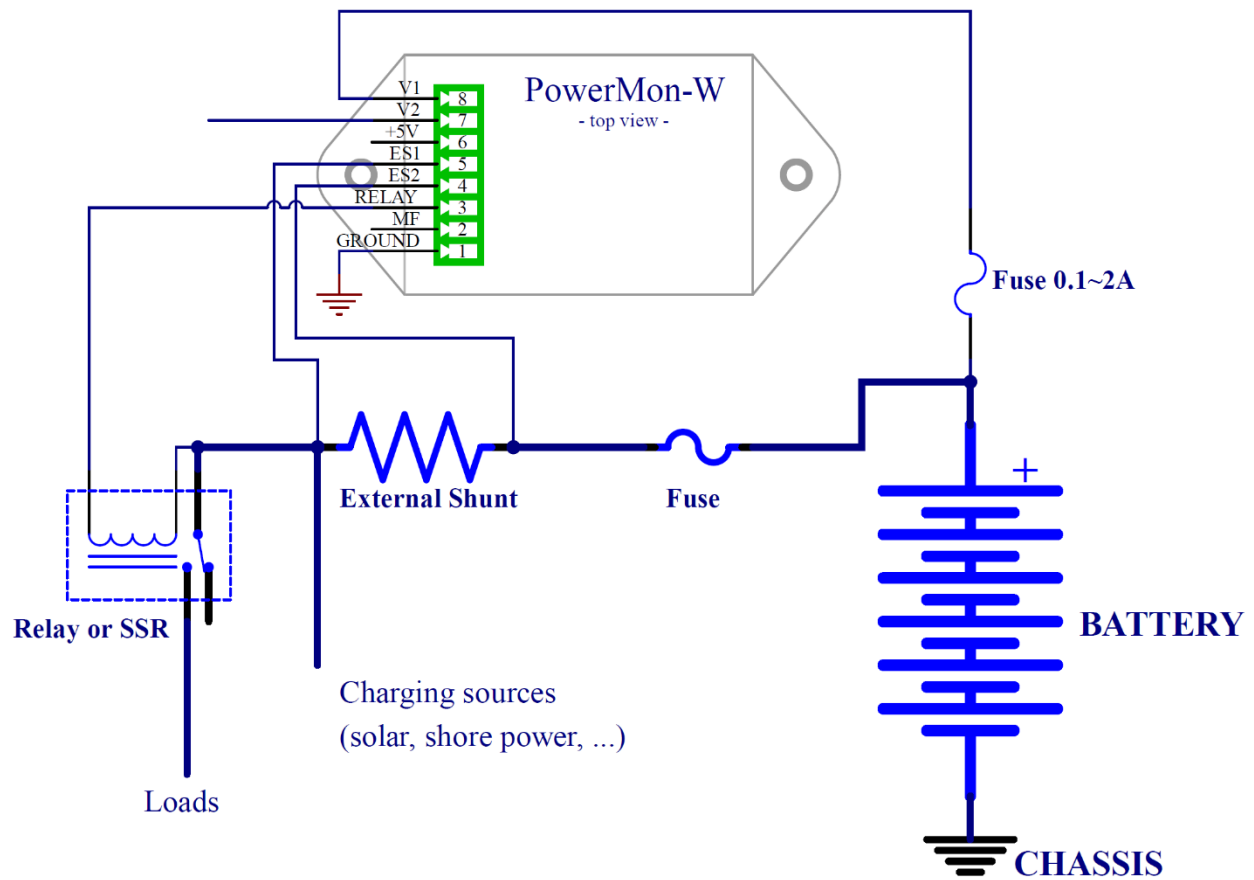 PowerMon-W
- top view -
V1
8
V2
7
+5V
6
ES1
5
ES2
4
RELAY
3
MF
2
GROUND
1
Fuse 0.1~2A
External Shunt
Fuse
+
Relay or SSR
BATTERY
Charging sources
(solar, shore power, ...)
Loads
CHASSIS